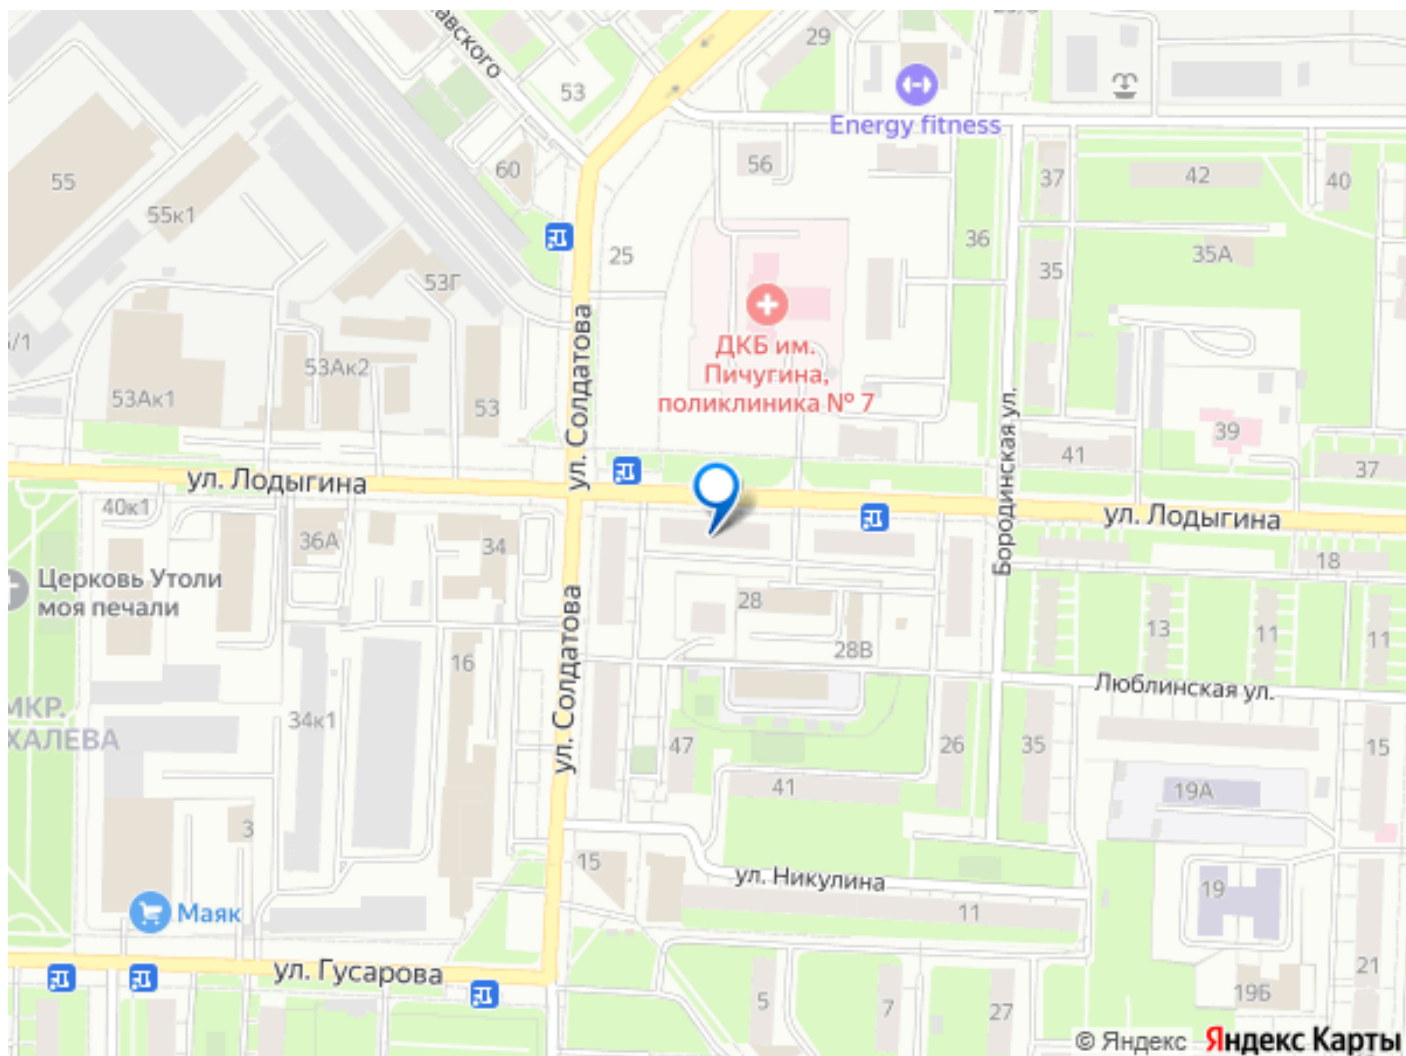 29
53
Energy fitness
60
56
55
37
42
40
55к1
36
25
35
35А
53Г
ул. Солдатова
ДКБ им.
Пичугина,
поликлиника № 7
53Ак2
53Ак1
53
Бородинская ул.
39
41
37
ул. Лодыгина
40к1
ул. Лодыгина
36А
34
18
Церковь Утоли
моя печали
28
13
11
11
28В
ул. Солдатова
16
Люблинская ул.
МКР.
34к1
47
26
35
15
41
19А
3
15
ул. Никулина
19
Маяк
11
ул. Гусарова
21
5
7
27
19Б
© Яндекс
Яндекс Карты